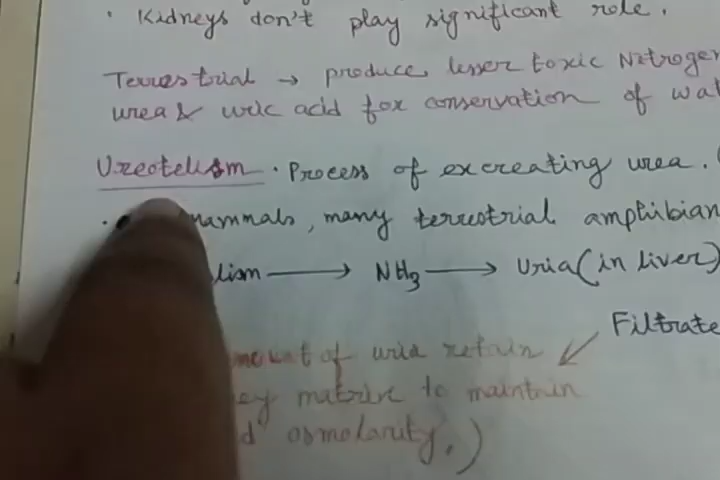 · Kidneys don't play significant role.
Terrestrial → produce lesser toxic Nitrogen
urea & uric acid for conservation of wat
Ureotelism · Process of excreating urea. (
· mammals, many terrestrial amphibian
lism → NH3 → Uria (in liver)
Filtrate
of uria retain
matrix to maintain
osmolarity.)